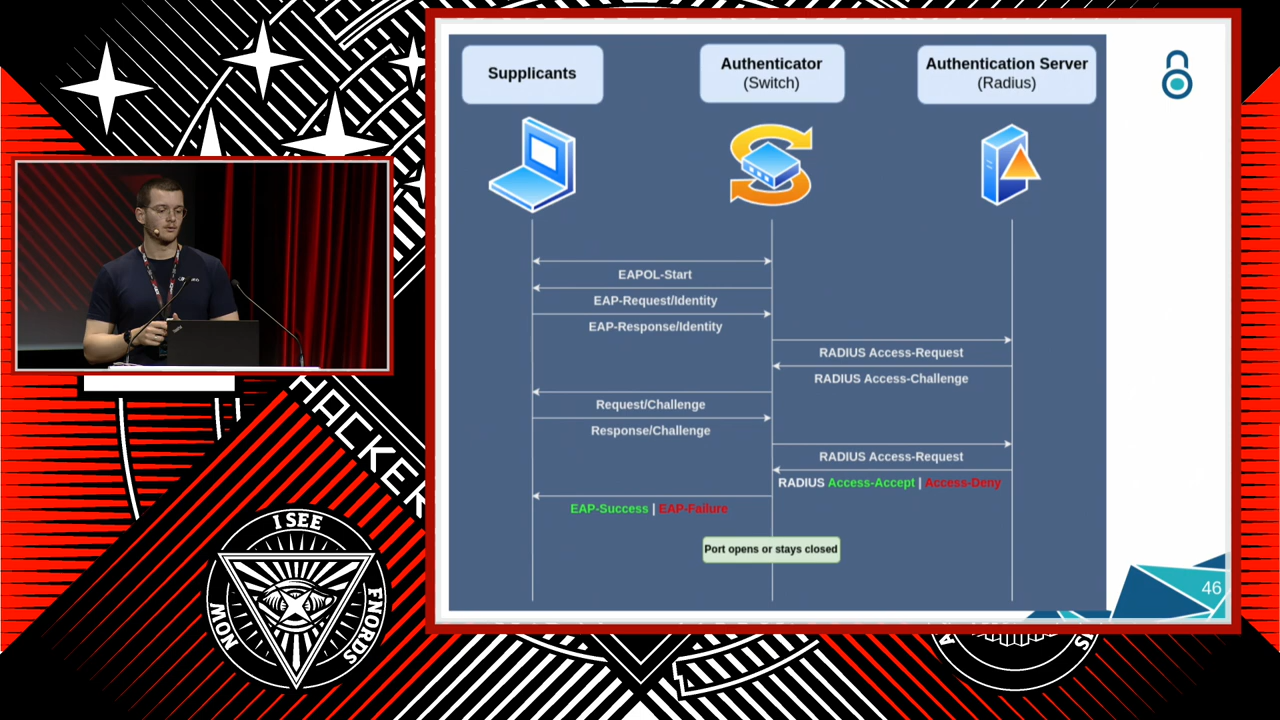 Supplicants
Authenticator
(Switch)
Authentication Server
(Radius)
EAPOL-Start
EAP-Request/Identity
EAP-Response/Identity
RADIUS Access-Request
RADIUS Access-Challenge
Request/Challenge
Response/Challenge
RADIUS Access-Request
RADIUS Access-Accept | Access-Deny
EAP-Success | EAP-Failure
Port opens or stays closed
46
HACKER
I SEE
FNORDS
NOW